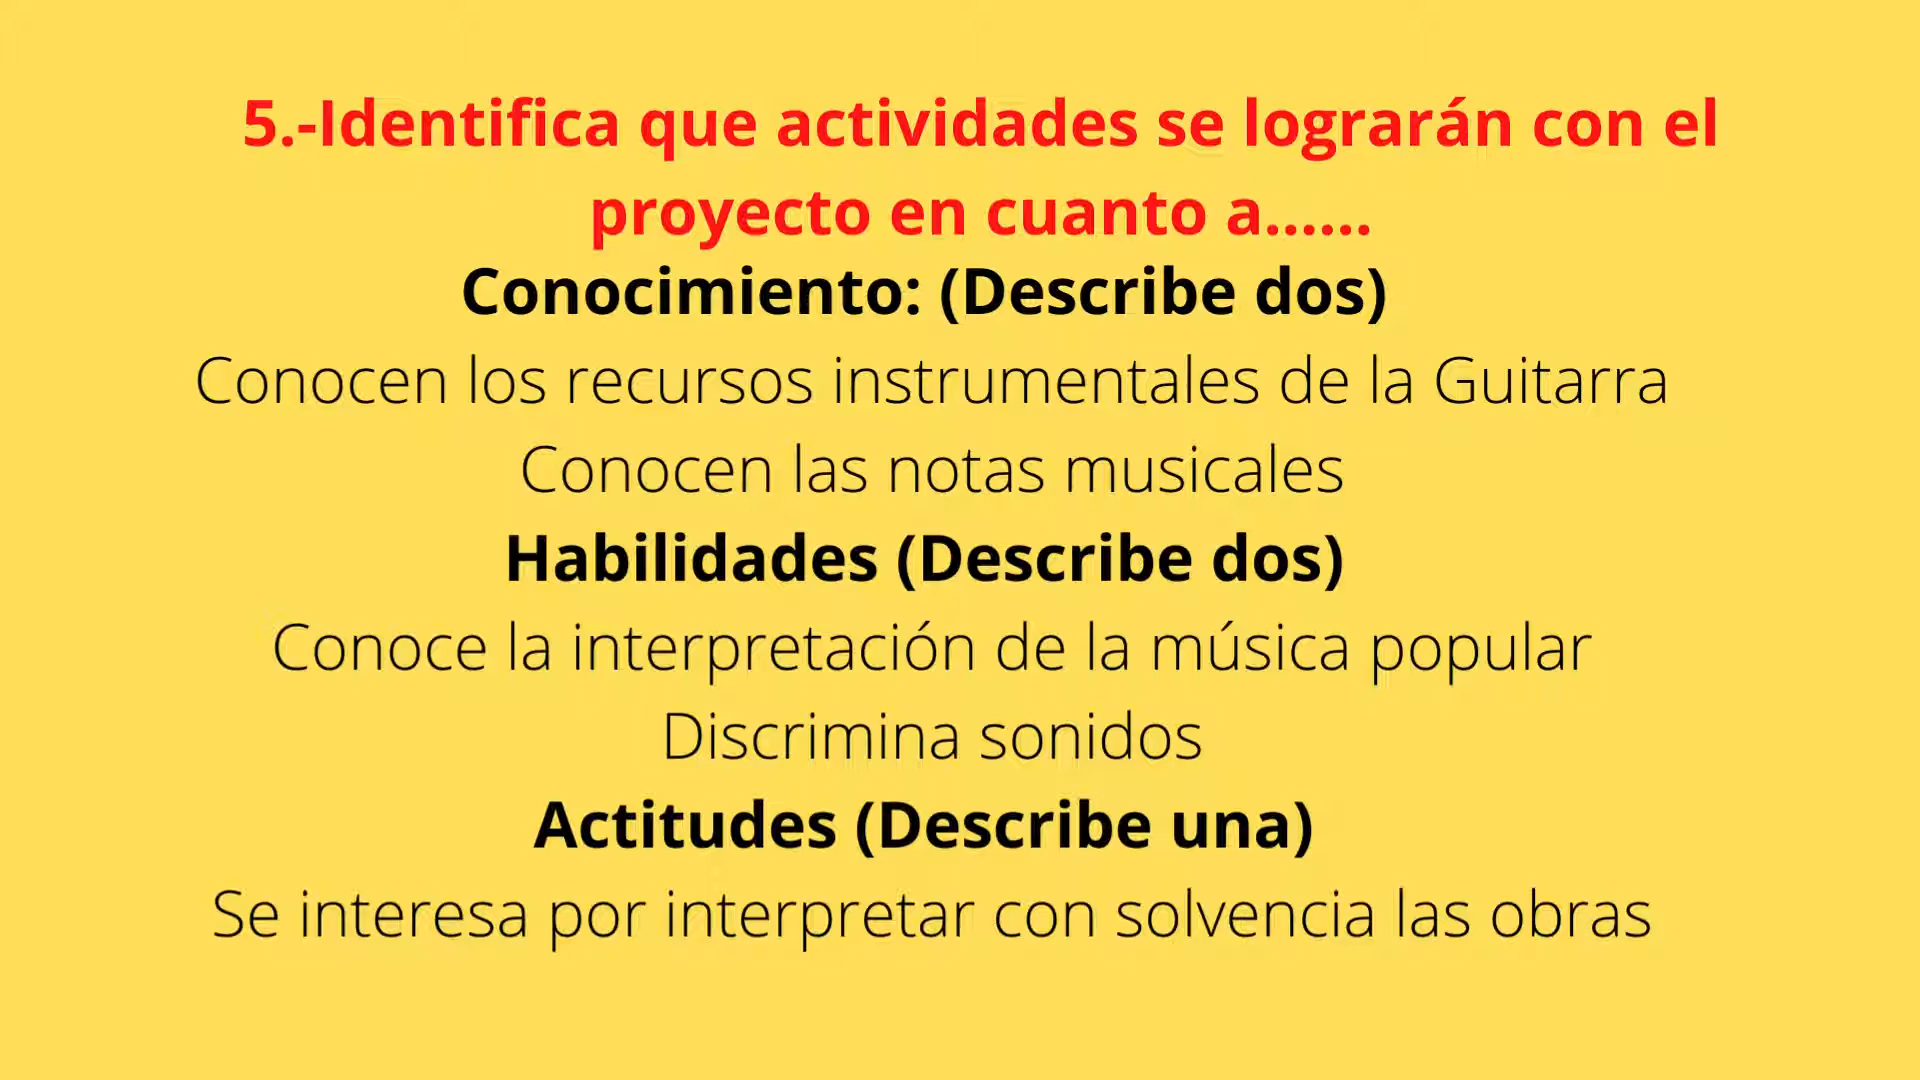 5.-Identifica que actividades se lograrán con el
proyecto en cuanto a......
Conocimiento: (Describe dos)
Conocen los recursos instrumentales de la Guitarra
Conocen las notas musicales
Habilidades (Describe dos)
Conoce la interpretación de la música popular
Discrimina sonidos
Actitudes (Describe una)
Se interesa por interpretar con solvencia las obras